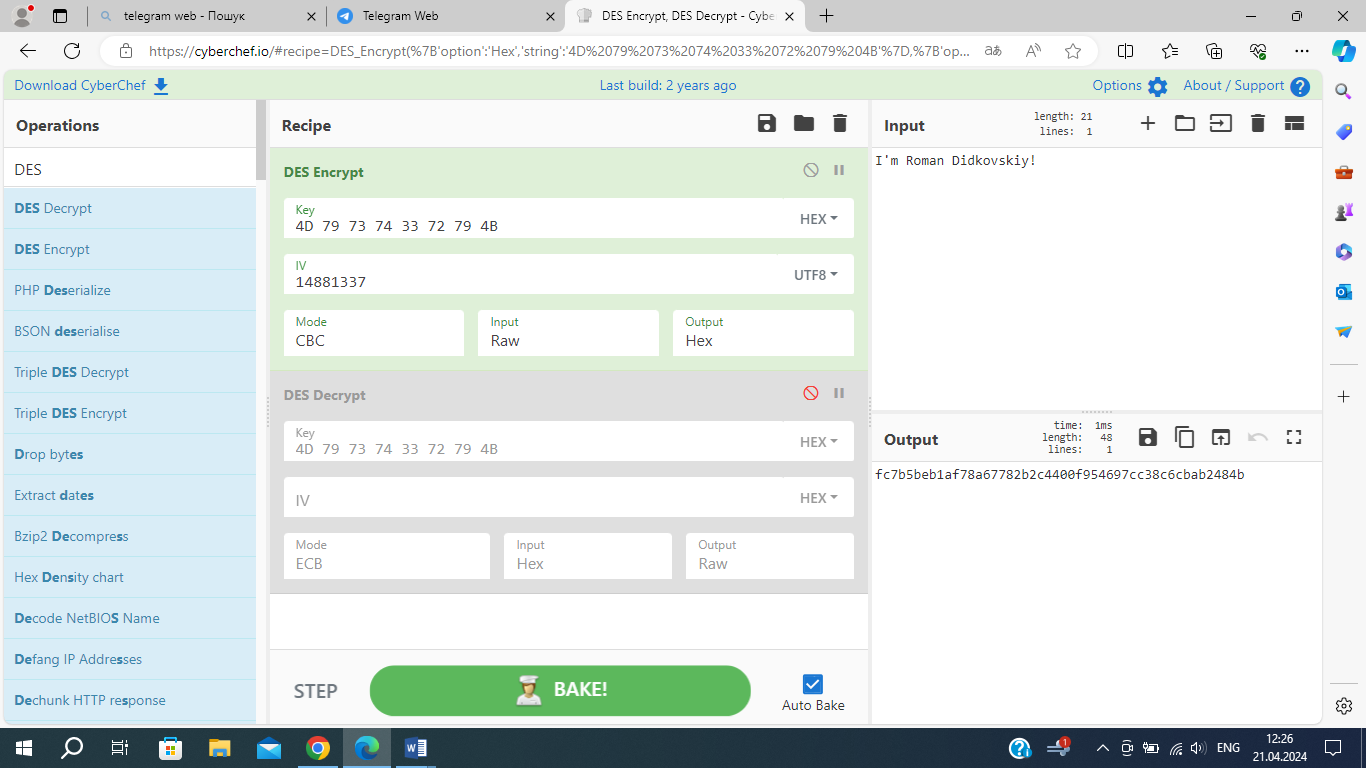 telegram web - Пошук
Telegram Web
DES Encrypt, DES Decrypt - Cybe
https://cyberchef.io/#recipe=DES_Encrypt(%7B'option':'Hex','string':'4D%2079%2073%2074%2033%2072%2079%204B'%7D,%7B'op...
Download CyberChef
Last build: 2 years ago
Options
About / Support
Operations
DES
DES Decrypt
DES Encrypt
PHP Deserialize
BSON deserialise
Triple DES Decrypt
Triple DES Encrypt
Drop bytes
Extract dates
Bzip2 Decompress
Hex Density chart
Decode NetBIOS Name
Defang IP Addresses
Dechunk HTTP response
Recipe
DES Encrypt
Key
4D 79 73 74 33 72 79 4B
HEX
IV
14881337
UTF8
Mode
CBC
Input
Raw
Output
Hex
DES Decrypt
Key
4D 79 73 74 33 72 79 4B
HEX
IV
HEX
Mode
ECB
Input
Hex
Output
Raw
STEP
BAKE!
Auto Bake
Input
length: 21
lines: 1
I'm Roman Didkovskiy!
Output
time: 1ms
length: 48
lines: 1
fc7b5beb1af78a67782b2c4400f954697cc38c6cbab2484b
1
ENG
12:26
21.04.2024